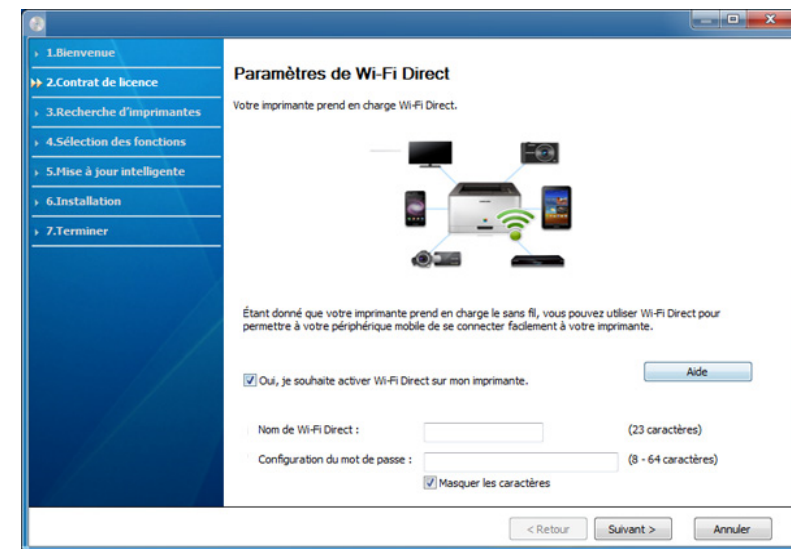 1.Bienvenue
2.Contrat de licence
3.Recherche d'imprimantes
4.Sélection des fonctions
5.Mise à jour intelligente
6.Installation
7.Terminer
Paramètres de Wi-Fi Direct
Votre imprimante prend en charge Wi-Fi Direct.
Étant donné que votre imprimante prend en charge le sans fil, vous pouvez utiliser Wi-Fi Direct pour
permettre à votre périphérique mobile de se connecter facilement à votre imprimante.
Oui, je souhaite activer Wi-Fi Direct sur mon imprimante.
Aide
Nom de Wi-Fi Direct :
(23 caractères)
Configuration du mot de passe :
(8 - 64 caractères)
Masquer les caractères
< Retour
Suivant >
Annuler